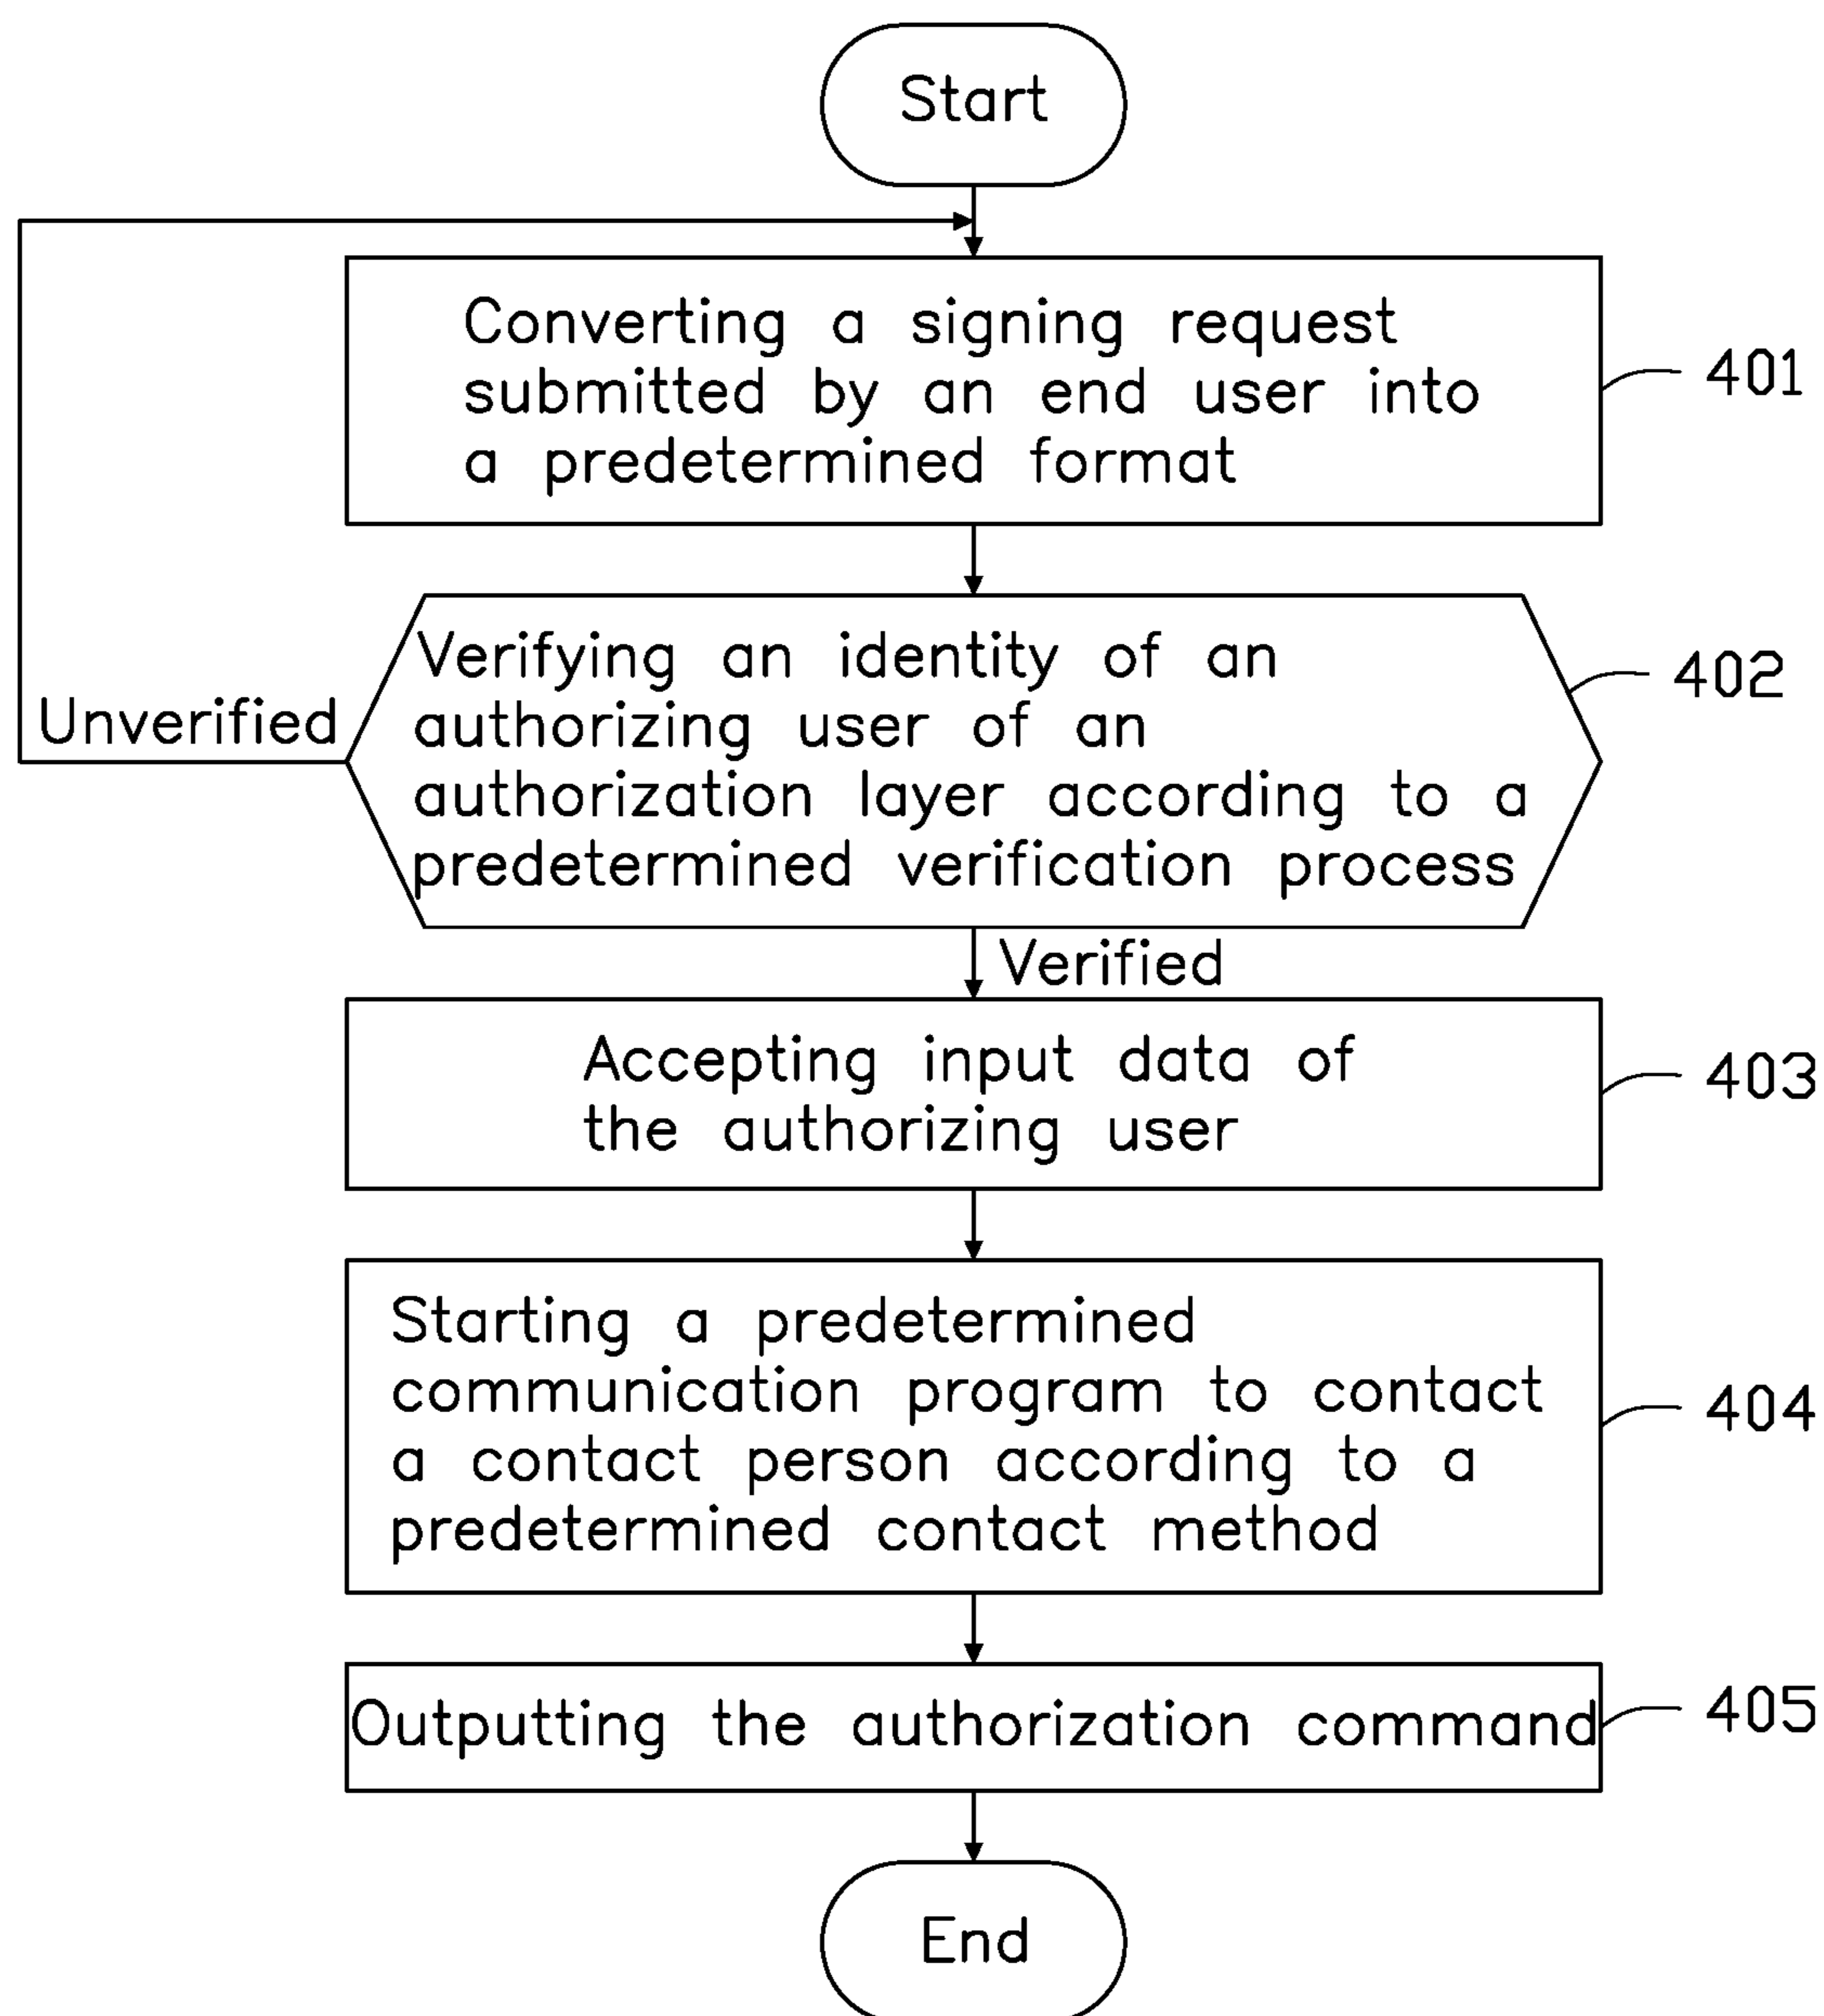 Start
Converting a signing request
submitted by an end user into
a predetermined format
401
Verifying an identity of an
authorizing user of an
authorization layer according to a
predetermined verification process
402
Unverified
Verified
Accepting input data of
the authorizing user
403
Starting a predetermined
communication program to contact
a contact person according to a
predetermined contact method
404
Outputting the authorization command
405
End